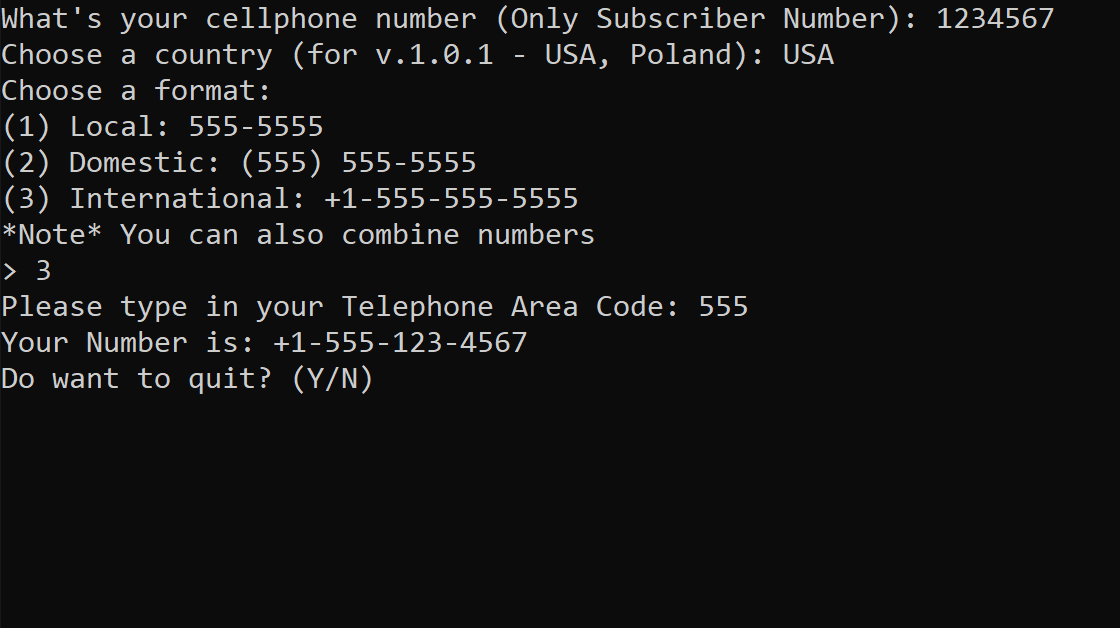 What's your cellphone number (Only Subscriber Number): 1234567
Choose a country (for v.1.0.1 - USA, Poland): USA
Choose a format:
(1) Local: 555-5555
(2) Domestic: (555) 555-5555
(3) International: +1-555-555-5555
*Note* You can also combine numbers
> 3
Please type in your Telephone Area Code: 555
Your Number is: +1-555-123-4567
Do want to quit? (Y/N)